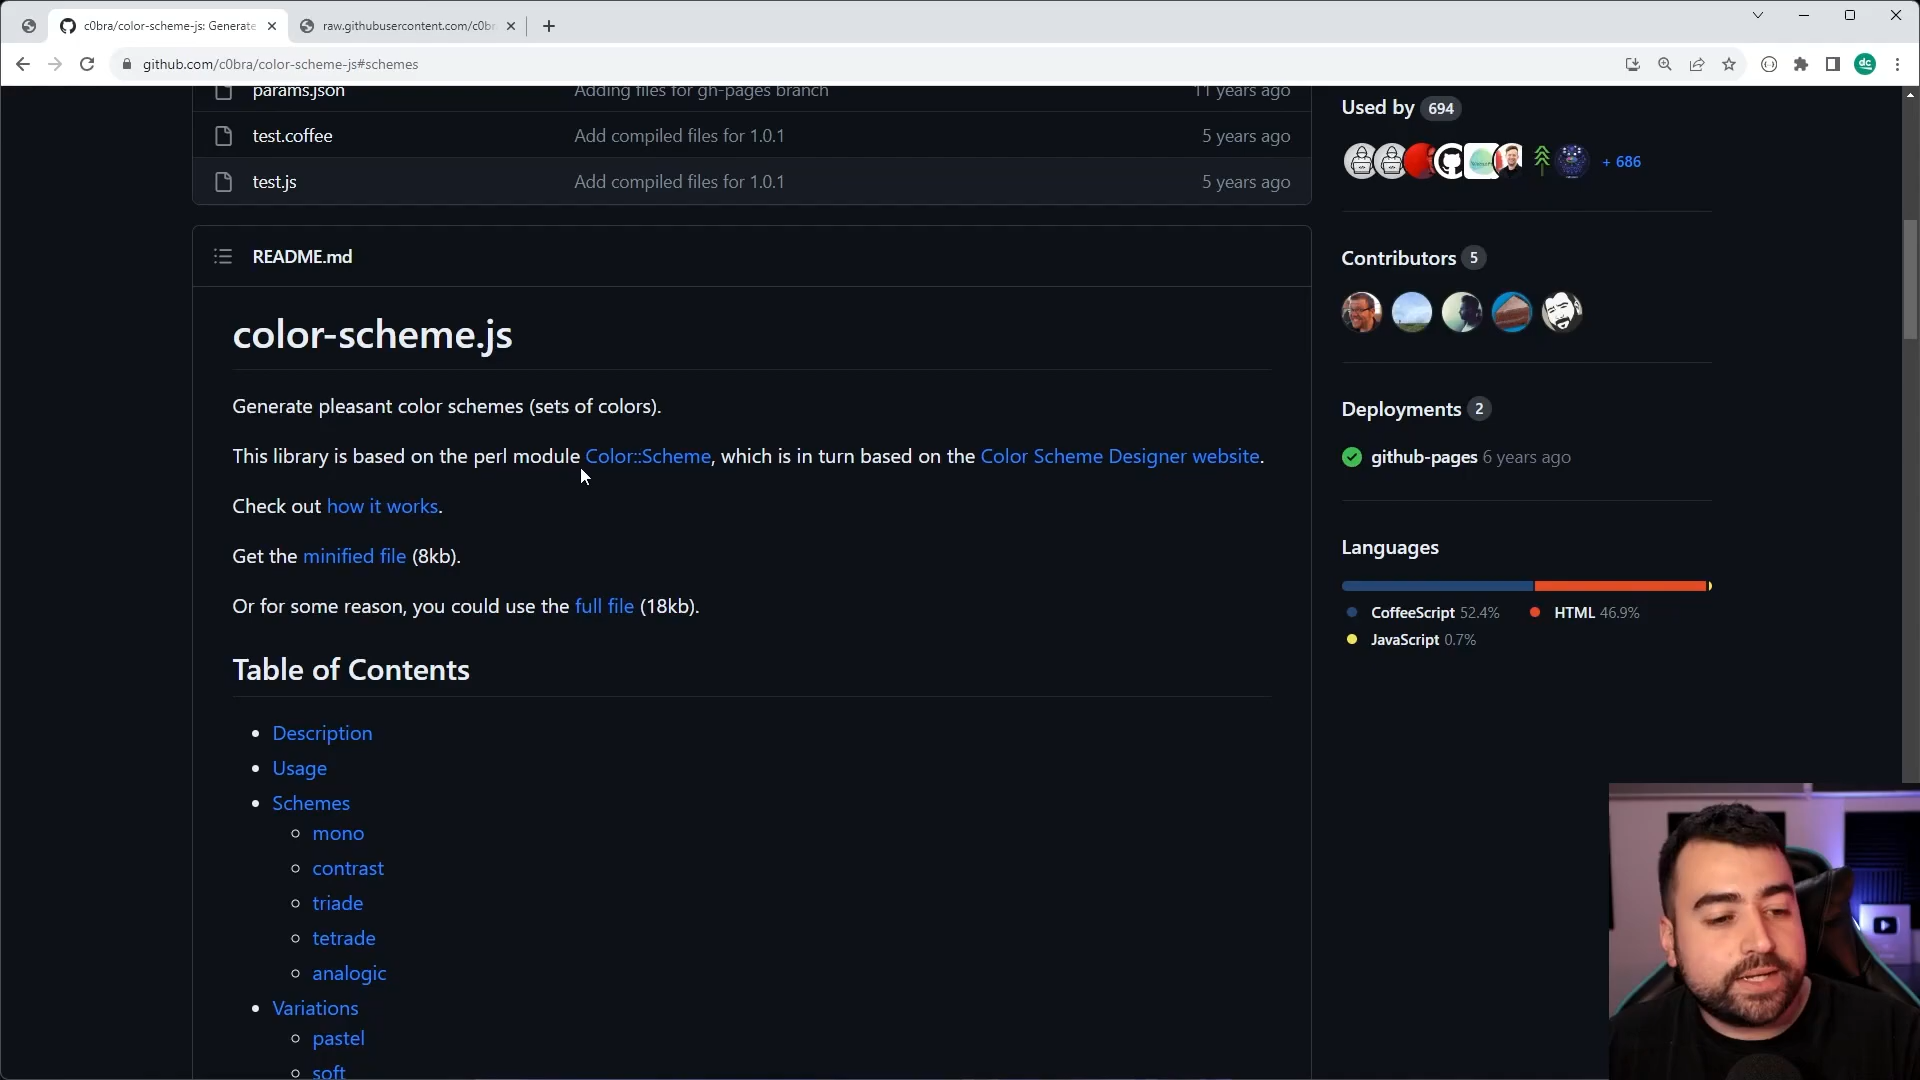 c0bra/color-scheme-js: Generate
raw.githubusercontent.com/c0br
github.com/c0bra/color-scheme-js#schemes
dc
params.json Adding files for gh-pages branch 11 years ago
test.coffee Add compiled files for 1.0.1 5 years ago
test.js Add compiled files for 1.0.1 5 years ago
README.md
color-scheme.js
Generate pleasant color schemes (sets of colors).
This library is based on the perl module Color::Scheme, which is in turn based on the Color Scheme Designer website.
Check out how it works.
Get the minified file (8kb).
Or for some reason, you could use the full file (18kb).
Table of Contents
Description
Usage
Schemes
mono
contrast
triade
tetrade
analogic
Variations
pastel
soft
Used by 694
+ 686
Contributors 5
Deployments 2
github-pages 6 years ago
Languages
CoffeeScript 52.4% HTML 46.9%
JavaScript 0.7%